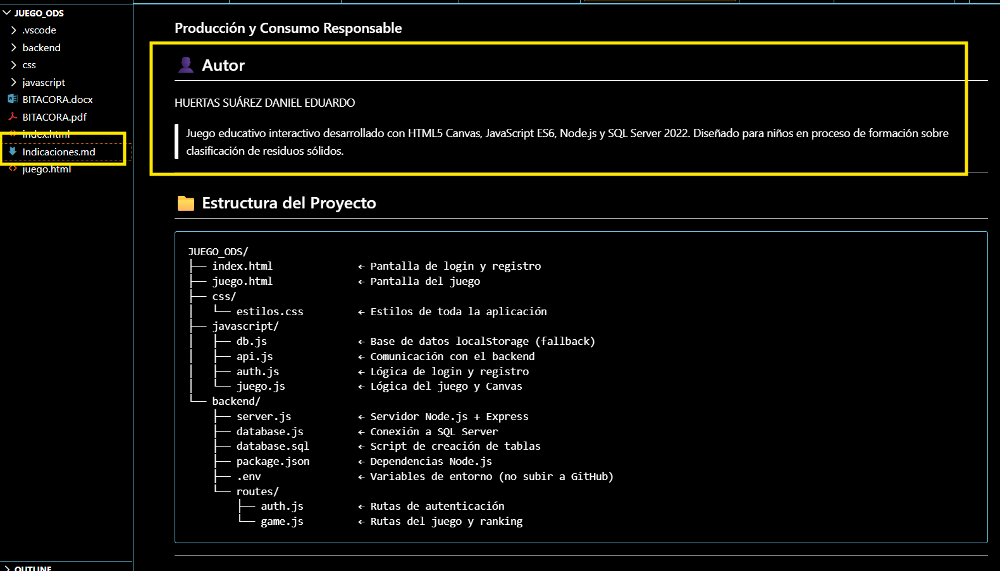 JUEGO_ODS
.vscode
backend
css
javascript
BITACORA.docx
BITACORA.pdf
index.html
Indicaciones.md
juego.html
OUTLINE
Producción y Consumo Responsable
Autor
HUERTAS SUÁREZ DANIEL EDUARDO
Juego educativo interactivo desarrollado con HTML5 Canvas, JavaScript ES6, Node.js y SQL Server 2022. Diseñado para niños en proceso de formación sobre
clasificación de residuos sólidos.
Estructura del Proyecto
JUEGO_ODS/
├── index.html ← Pantalla de login y registro
├── juego.html ← Pantalla del juego
├── css/
│   └── estilos.css ← Estilos de toda la aplicación
├── javascript/
│   ├── db.js ← Base de datos localStorage (fallback)
│   ├── api.js ← Comunicación con el backend
│   ├── auth.js ← Lógica de login y registro
│   └── juego.js ← Lógica del juego y Canvas
└── backend/
    ├── server.js ← Servidor Node.js + Express
    ├── database.js ← Conexión a SQL Server
    ├── database.sql ← Script de creación de tablas
    ├── package.json ← Dependencias Node.js
    ├── .env ← Variables de entorno (no subir a GitHub)
    └── routes/
        ├── auth.js ← Rutas de autenticación
        └── game.js ← Rutas del juego y ranking